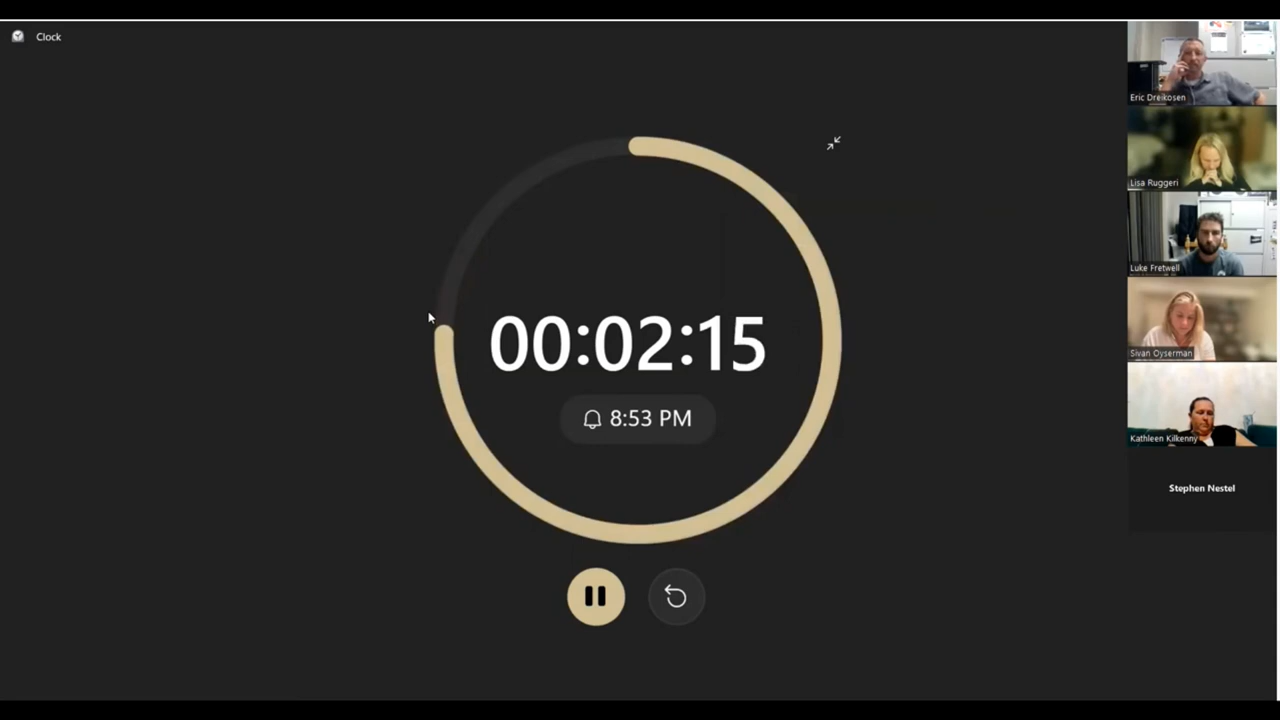 Clock
00:02:15
8:53 PM
Eric Dreikosen
Lisa Ruggeri
Luke Fretwell
Sivan Oyserman
Kathleen Kilkenny
Stephen Nestel